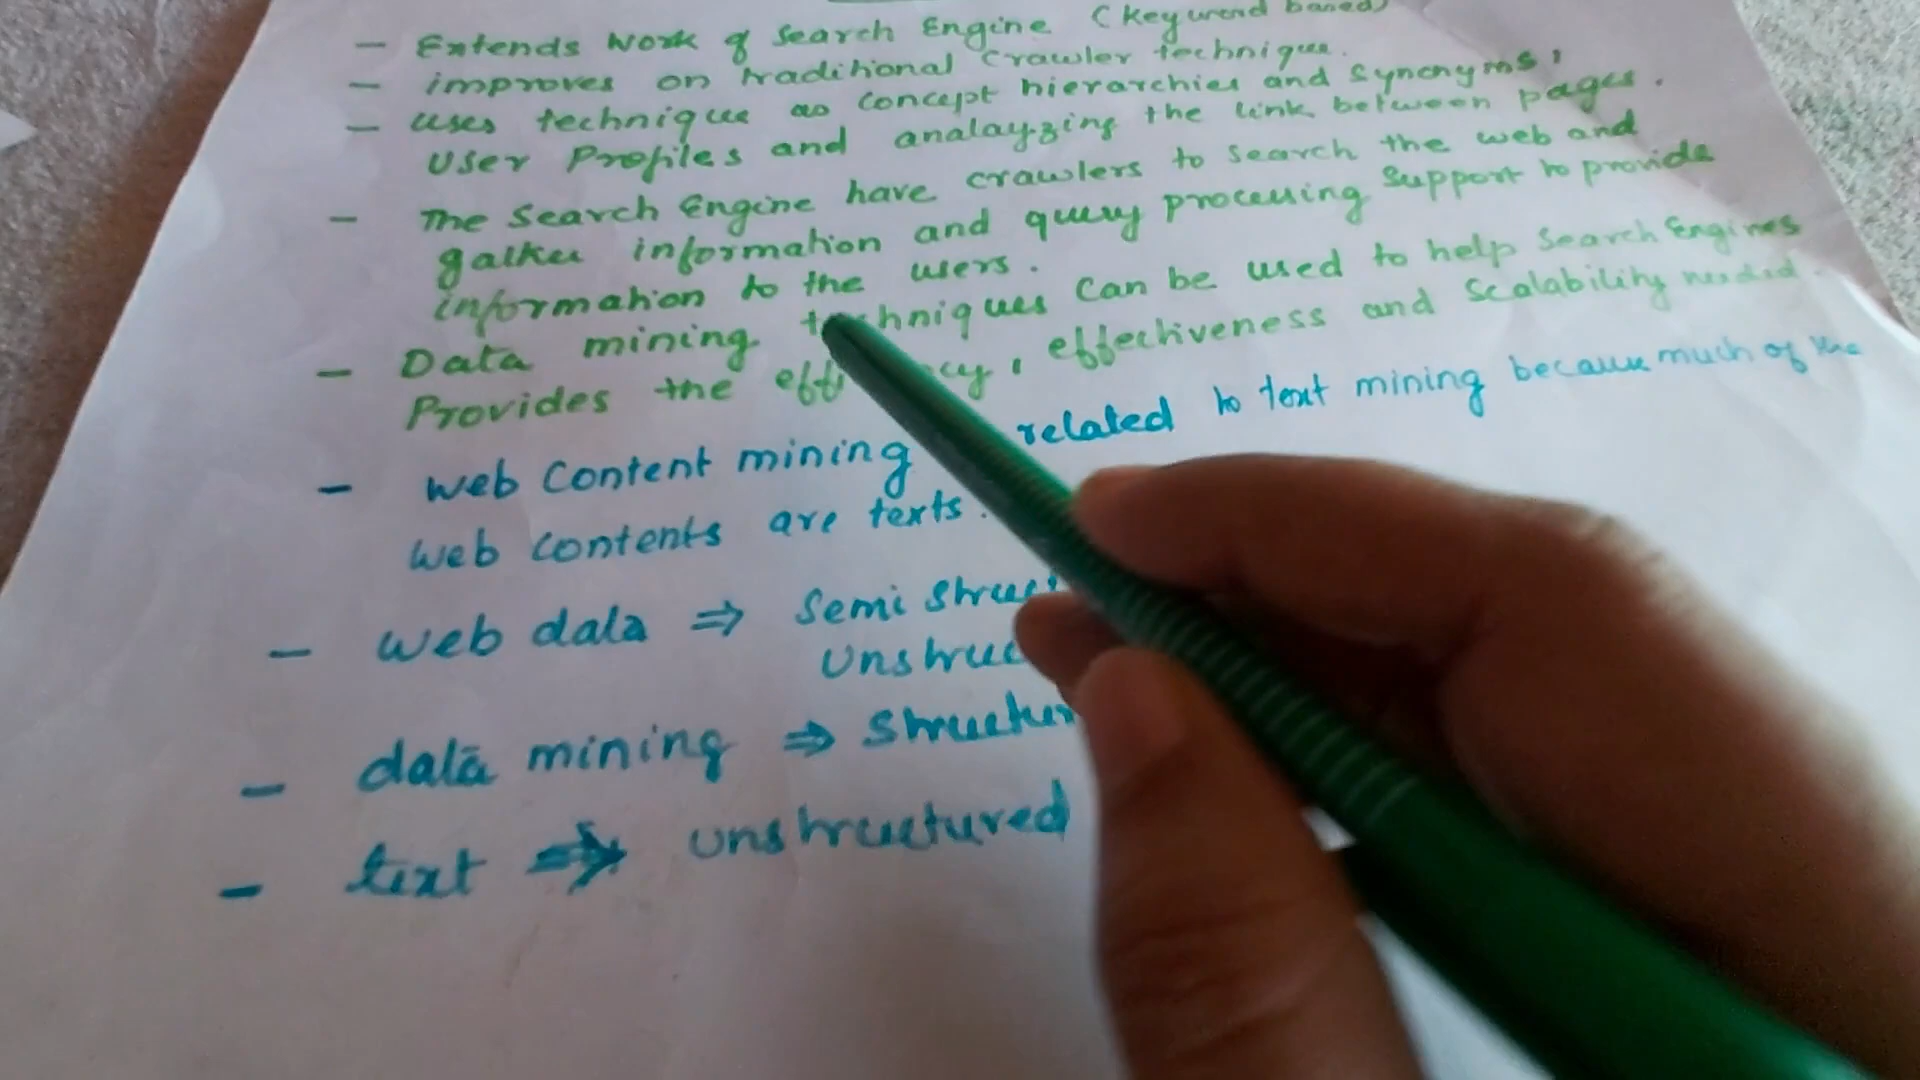 - Extends Work of Search Engine (keyword based)
- improves on traditional Crawler technique.
- uses technique as concept hierarchies and Synonyms,
User Profiles and analayzing the link between pages.
- The Search Engine have crawlers to search the web and
gather information and query processing support to provide
information to the users.
- Data mining techniques can be used to help Search Engines
Provides the effi cy, effectiveness and Scalability needed.
- web content mining related to text mining because much of the
web contents are texts.
- web data ⇒ Semi Struct
Unstruc
- data mining ⇒ Structur
- text ⇒ unstructured